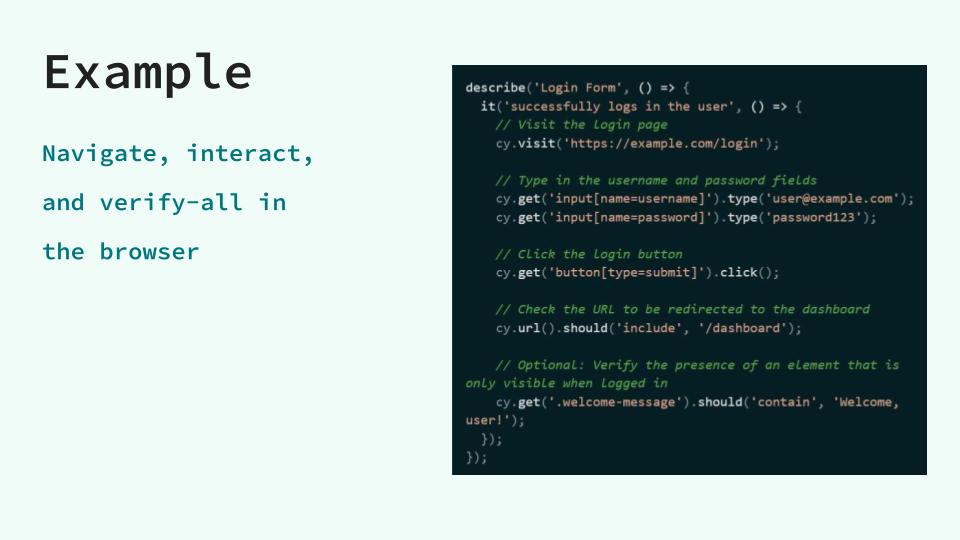 Example
Navigate, interact,
and verify-all in
the browser
describe('Login Form', () => {
it('successfully logs in the user', () => {
// Visit the login page
cy.visit('https://example.com/login');
// Type in the username and password fields
cy.get('input[name=username]').type('user@example.com');
cy.get('input[name=password]').type('password123');
// Click the login button
cy.get('button[type=submit]').click();
// Check the URL to be redirected to the dashboard
cy.url().should('include', '/dashboard');
// Optional: Verify the presence of an element that is
only visible when logged in
cy.get('.welcome-message').should('contain', 'Welcome,
user!');
});
});